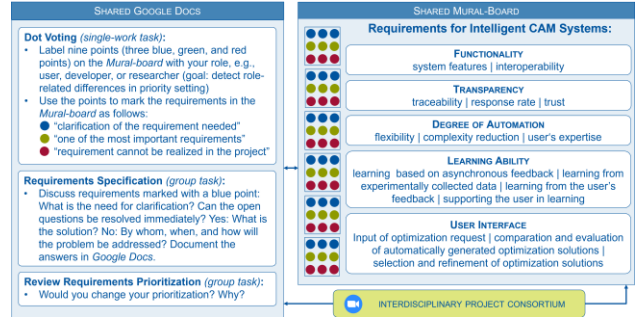 SHARED GOOGLE DOCS
Dot Voting (single-work task):
• Label nine points (three blue, green, and red
points) on the Mural-board with your role, e.g.,
user, developer, or researcher (goal: detect role-
related differences in priority setting)
• Use the points to mark the requirements in the
Mural-board as follows:
“clarification of the requirement needed”
“one of the most important requirements”
“requirement cannot be realized in the project”
Requirements Specification (group task):
• Discuss requirements marked with a blue point:
What is the need for clarification? Can the open
questions be resolved immediately? Yes: What is
the solution? No: By whom, when, and how will
the problem be addressed? Document the
answers in Google Docs.
Review Requirements Prioritization (group task):
• Would you change your prioritization? Why?
SHARED MURAL-BOARD
Requirements for Intelligent CAM Systems:
FUNCTIONALITY
system features | interoperability
TRANSPARENCY
traceability | response rate | trust
DEGREE OF AUTOMATION
flexibility | complexity reduction | user's expertise
LEARNING ABILITY
learning based on asynchronous feedback | learning from
experimentally collected data | learning from the user's
feedback | supporting the user in learning
USER INTERFACE
Input of optimization request | comparation and evaluation
of automatically generated optimization solutions |
selection and refinement of optimization solutions
INTERDISCIPLINARY PROJECT CONSORTIUM